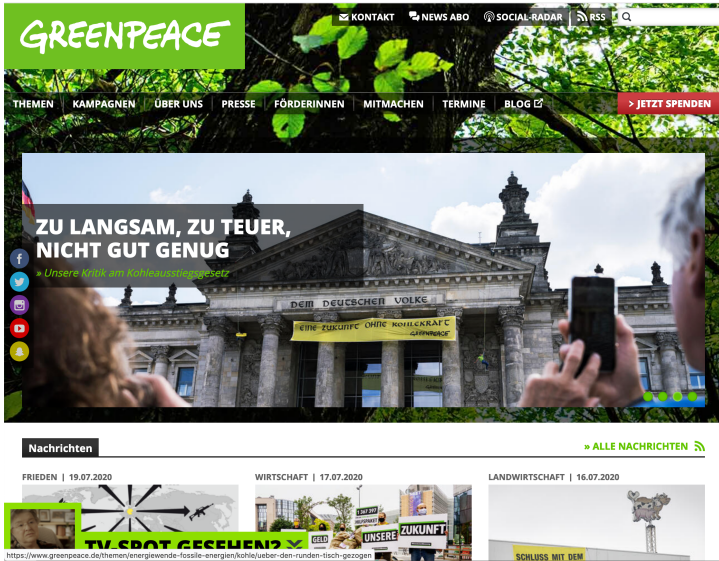 GREENPEACE
KONTAKT
NEWS ABO
SOCIAL-RADAR
RSS
THEMEN
KAMPAGNEN
ÜBER UNS
PRESSE
FÖRDERINNEN
MITMACHEN
TERMINE
BLOG
> JETZT SPENDEN
ZU LANGSAM, ZU TEUER,
NICHT GUT GENUG
» Unsere Kritik am Kohleausstiegsgesetz
DEM DEUTSCHEN VOLKE
EINE ZUKUNFT OHNE KOHLEKRAFT
GREENPEACE
Nachrichten
» ALLE NACHRICHTEN
FRIEDEN | 19.07.2020
WIRTSCHAFT | 17.07.2020
LANDWIRTSCHAFT | 16.07.2020
1 367 397
GELD
UNSERE
ZUKUNFT
SCHLUSS MIT DEM
TV-SPOT GESEHEN?
https://www.greenpeace.de/themen/energiewende-fossile-energien/kohle/ueber-den-runden-tisch-gezogen